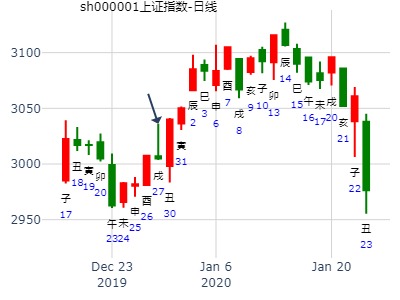 sh000001上证指数-日线
3100
3050
3000
2950
子
17
丑
18
寅
19
卯
20
午
23
未
24
申
25
酉
26
戌
27
丑
30
寅
31
辰
2
巳
3
申
6
酉
7
戌
8
亥
9
子
10
卯
13
辰
14
巳
15
午
16
未
17
戌
20
亥
21
子
22
丑
23
Dec 23
2019
Jan 6
2020
Jan 20